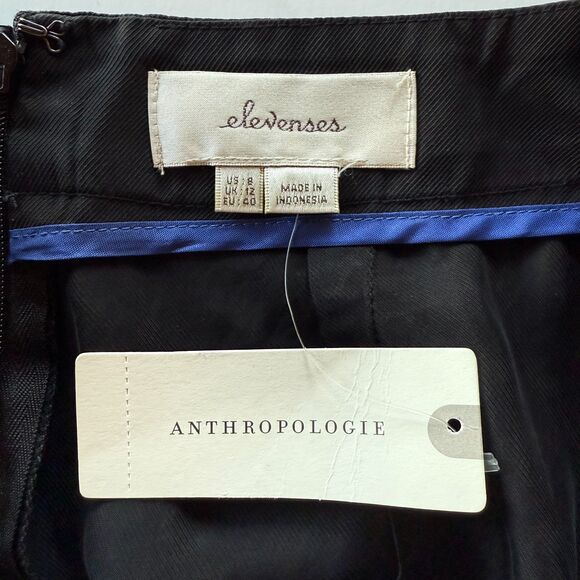 elevenses
US: 8
UK: 12
EU: 40
MADE IN
INDONESIA
ANTHROPOLOGIE